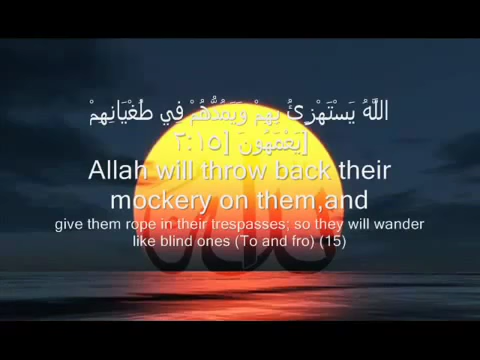 اللَّهُ يَسْتَهْزِئُ بِهِمْ وَيَمُدُّهُمْ فِي طُغْيَانِهِمْ
يَعْمَهُونَ [٢:١٥]
Allah will throw back their
mockery on them,and
give them rope in their trespasses; so they will wander
like blind ones (To and fro) (15)